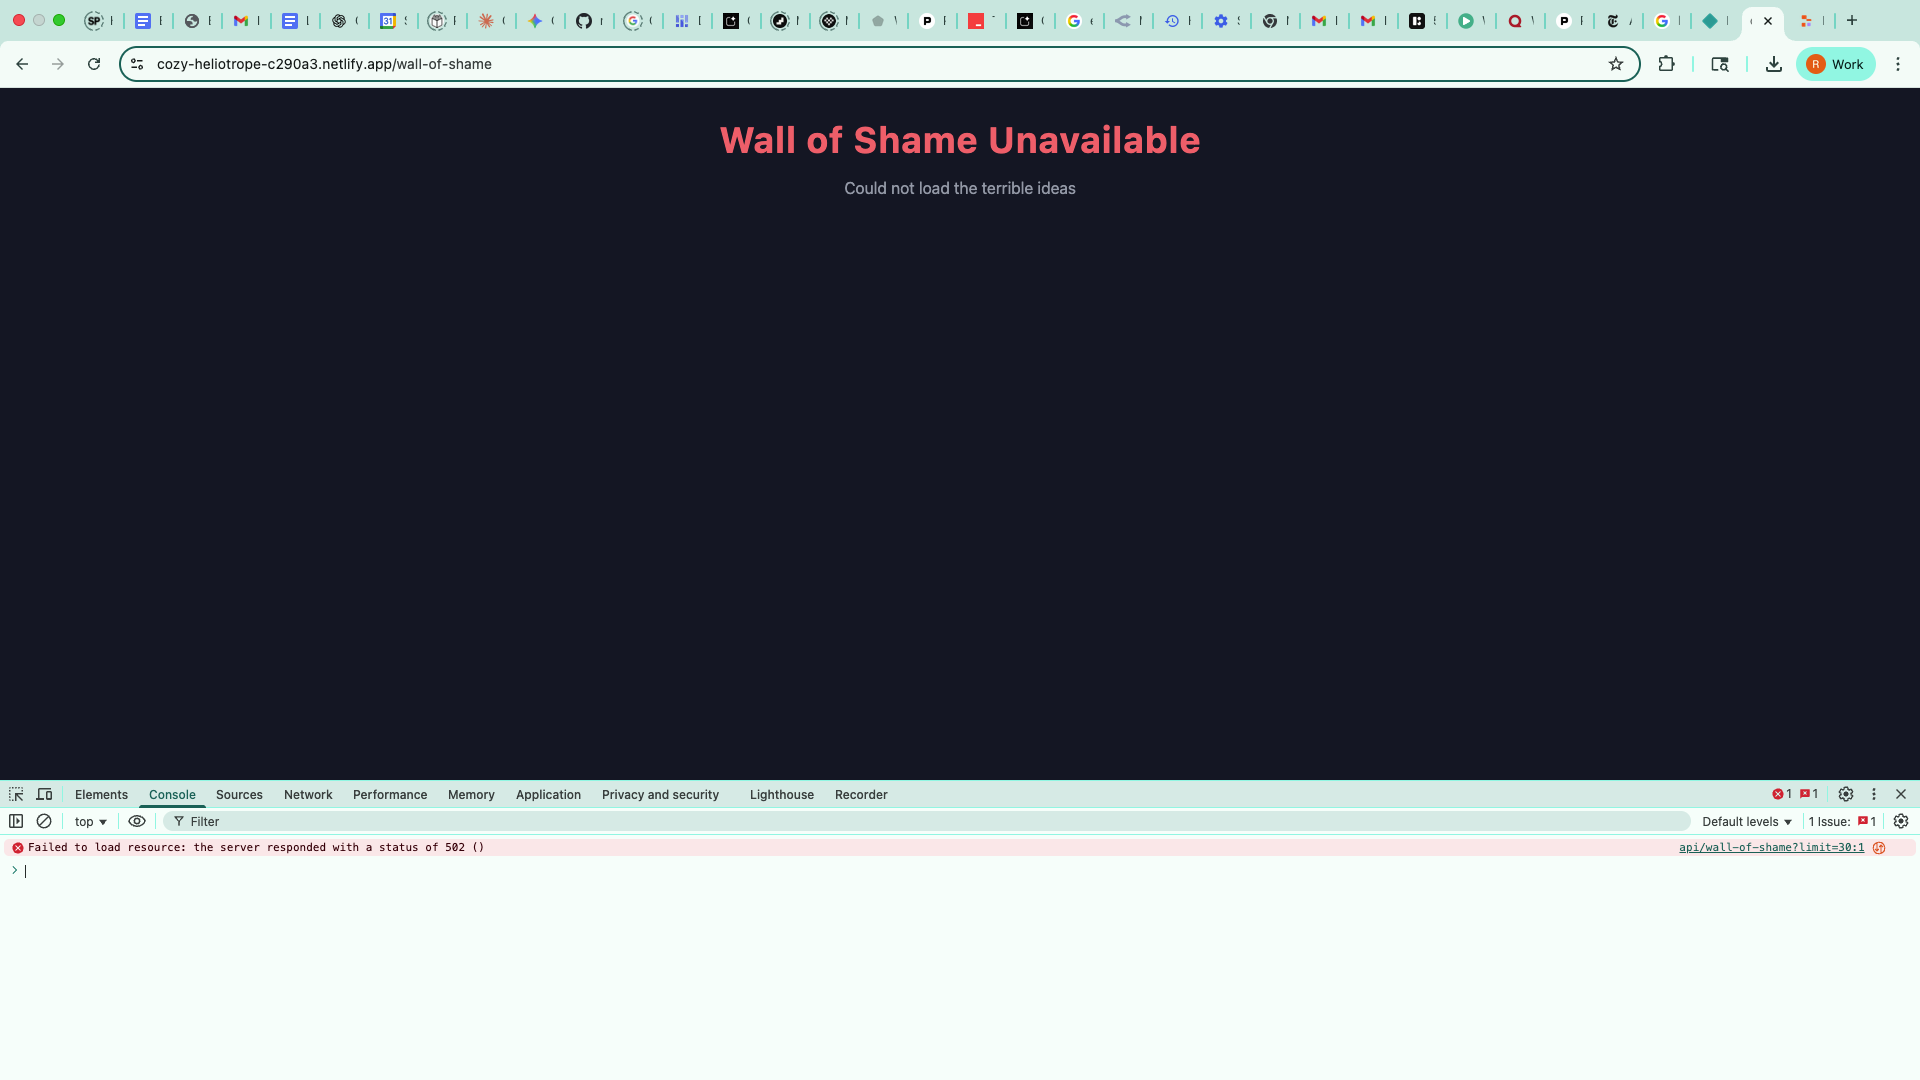 cozy-heliotrope-c290a3.netlify.app/wall-of-shame
R Work
Wall of Shame Unavailable
Could not load the terrible ideas
Elements Console Sources Network Performance Memory Application Privacy and security Lighthouse Recorder 1 1
top Filter Default levels 1 Issue: 1
Failed to load resource: the server responded with a status of 502 () api/wall-of-shame?limit=30:1